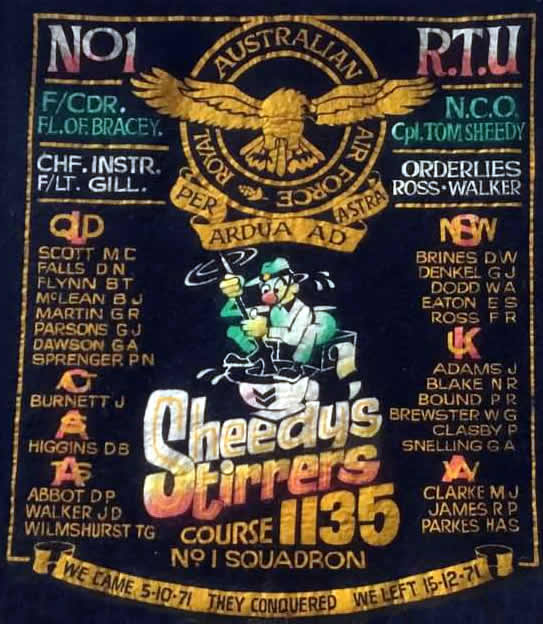 NO1
R.T.U
ROYAL AUSTRALIAN AIR FORCE
PER ARDUA AD ASTRA
F/CDR.
FL.OF. BRACEY.
CHF. INSTR.
F/LT. GILL.
N.C.O.
Cpl. TOM SHEEDY
ORDERLIES
ROSS·WALKER
QLD
SCOTT M C
FALLS D N
FLYNN B T
McLEAN B J
MARTIN G R
PARSONS G J
DAWSON G A
SPRENGER P N
BURNETT J
HIGGINS D B
TAS
ABBOT D P
WALKER J D
WILMSHURST T G
NSW
BRINES D W
DENKEL G J
DODD W A
EATON E S
ROSS F R
UK
ADAMS J
BLAKE N R
BOUND P R
BREWSTER W G
CLASBY P
SNELLING G A
CLARKE M J
JAMES R P
PARKES H A S
Sheedy's
Stirrers
COURSE 1135
Nº 1 SQUADRON
WE CAME 5-10-71 THEY CONQUERED WE LEFT 15-12-71